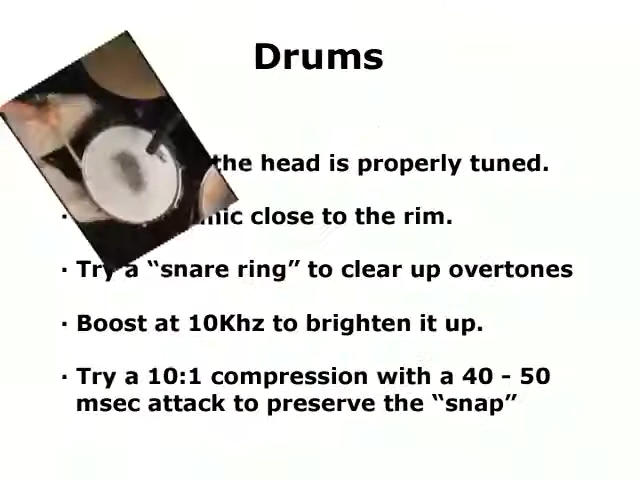 Drums
the head is properly tuned.
· mic close to the rim.
· Try a “snare ring” to clear up overtones
· Boost at 10Khz to brighten it up.
· Try a 10:1 compression with a 40 - 50
msec attack to preserve the “snap”